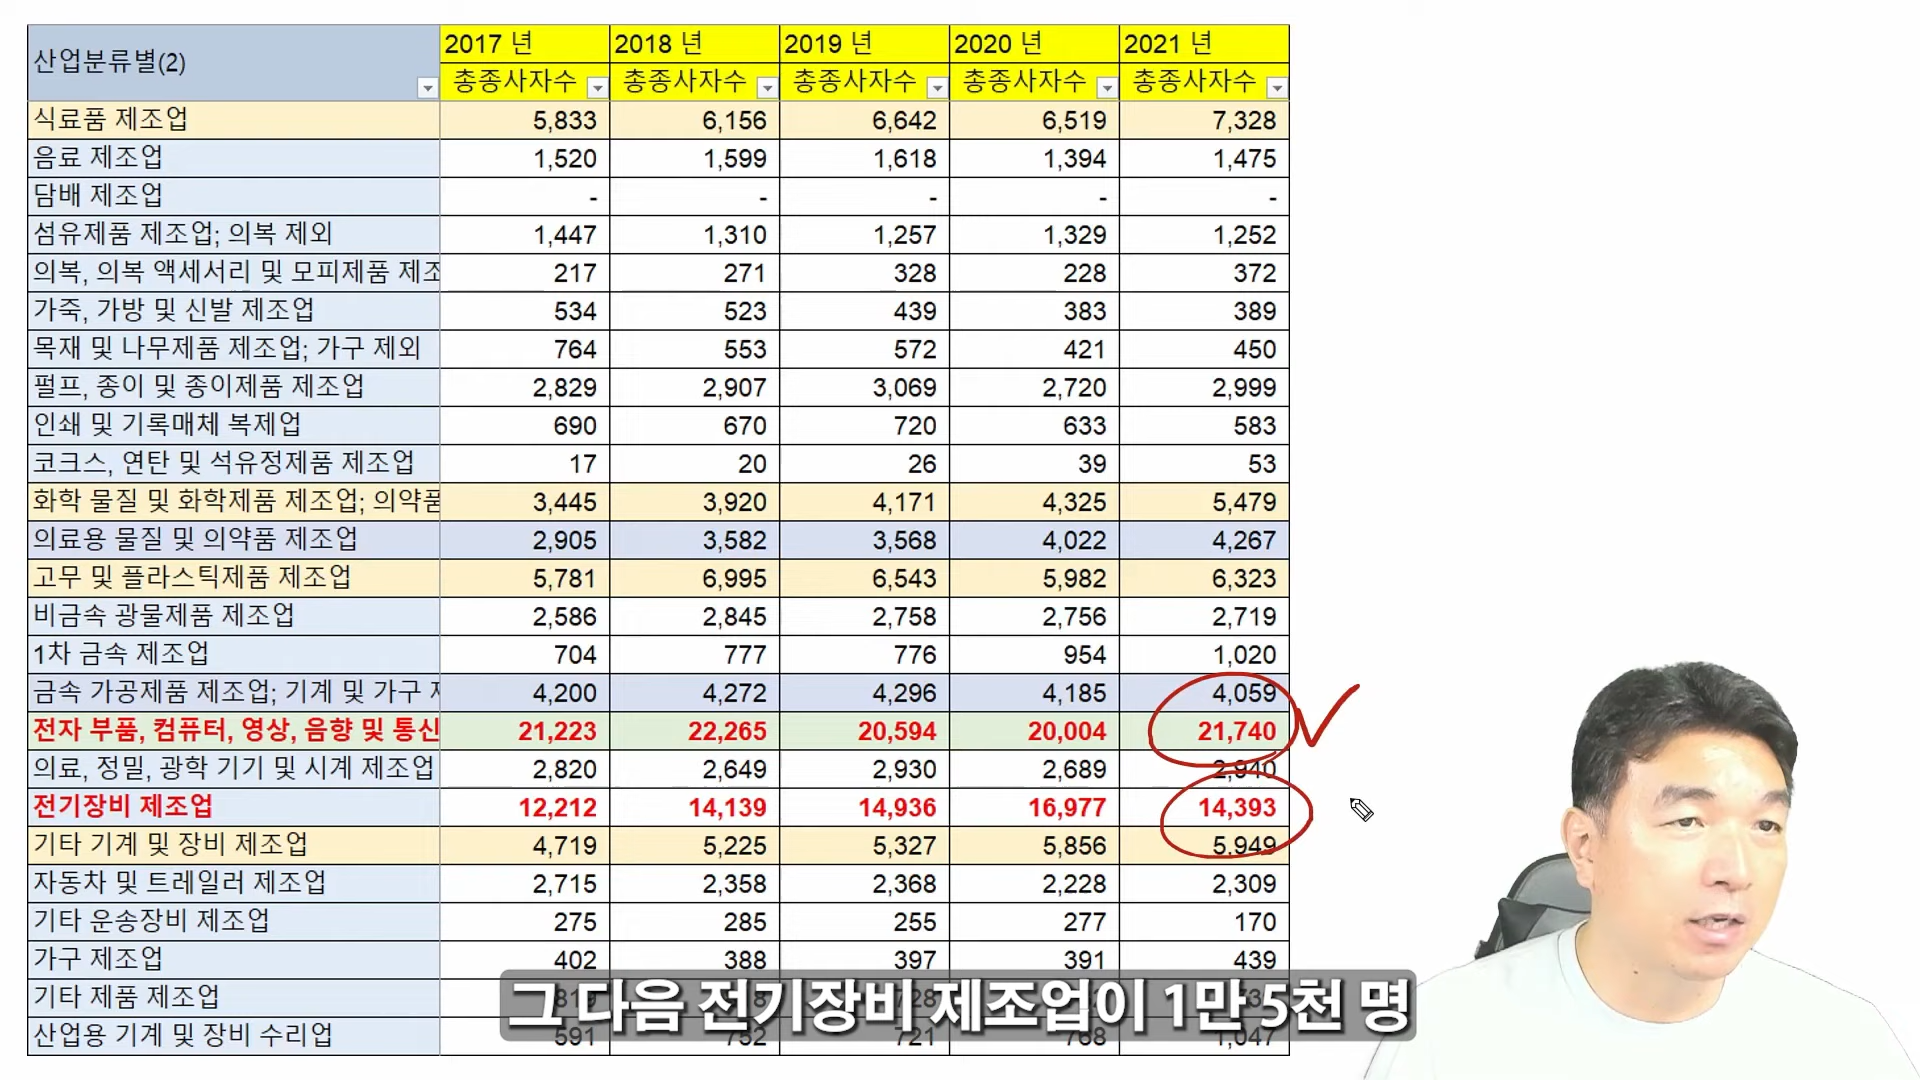 산업분류별(2) 2017 년 2018 년 2019 년 2020 년 2021 년
총종사자수 총종사자수 총종사자수 총종사자수 총종사자수
식료품 제조업 5,833 6,156 6,642 6,519 7,328
음료 제조업 1,520 1,599 1,618 1,394 1,475
담배 제조업 - - - - -
섬유제품 제조업; 의복 제외 1,447 1,310 1,257 1,329 1,252
의복, 의복 액세서리 및 모피제품 제조 217 271 328 228 372
가죽, 가방 및 신발 제조업 534 523 439 383 389
목재 및 나무제품 제조업; 가구 제외 764 553 572 421 450
펄프, 종이 및 종이제품 제조업 2,829 2,907 3,069 2,720 2,999
인쇄 및 기록매체 복제업 690 670 720 633 583
코크스, 연탄 및 석유정제품 제조업 17 20 26 39 53
화학 물질 및 화학제품 제조업; 의약품 3,445 3,920 4,171 4,325 5,479
의료용 물질 및 의약품 제조업 2,905 3,582 3,568 4,022 4,267
고무 및 플라스틱제품 제조업 5,781 6,995 6,543 5,982 6,323
비금속 광물제품 제조업 2,586 2,845 2,758 2,756 2,719
1차 금속 제조업 704 777 776 954 1,020
금속 가공제품 제조업; 기계 및 가구 4,200 4,272 4,296 4,185 4,059
전자 부품, 컴퓨터, 영상, 음향 및 통신 21,223 22,265 20,594 20,004 21,740
의료, 정밀, 광학 기기 및 시계 제조업 2,820 2,649 2,930 2,689 2,940
전기장비 제조업 12,212 14,139 14,936 16,977 14,393
기타 기계 및 장비 제조업 4,719 5,225 5,327 5,856 5,949
자동차 및 트레일러 제조업 2,715 2,358 2,368 2,228 2,309
기타 운송장비 제조업 275 285 255 277 170
가구 제조업 402 388 397 391 439
기타 제품 제조업
산업용 기계 및 장비 수리업 591 752 721 768 1,047
그 다음 전기장비 제조업이 1만 5천 명